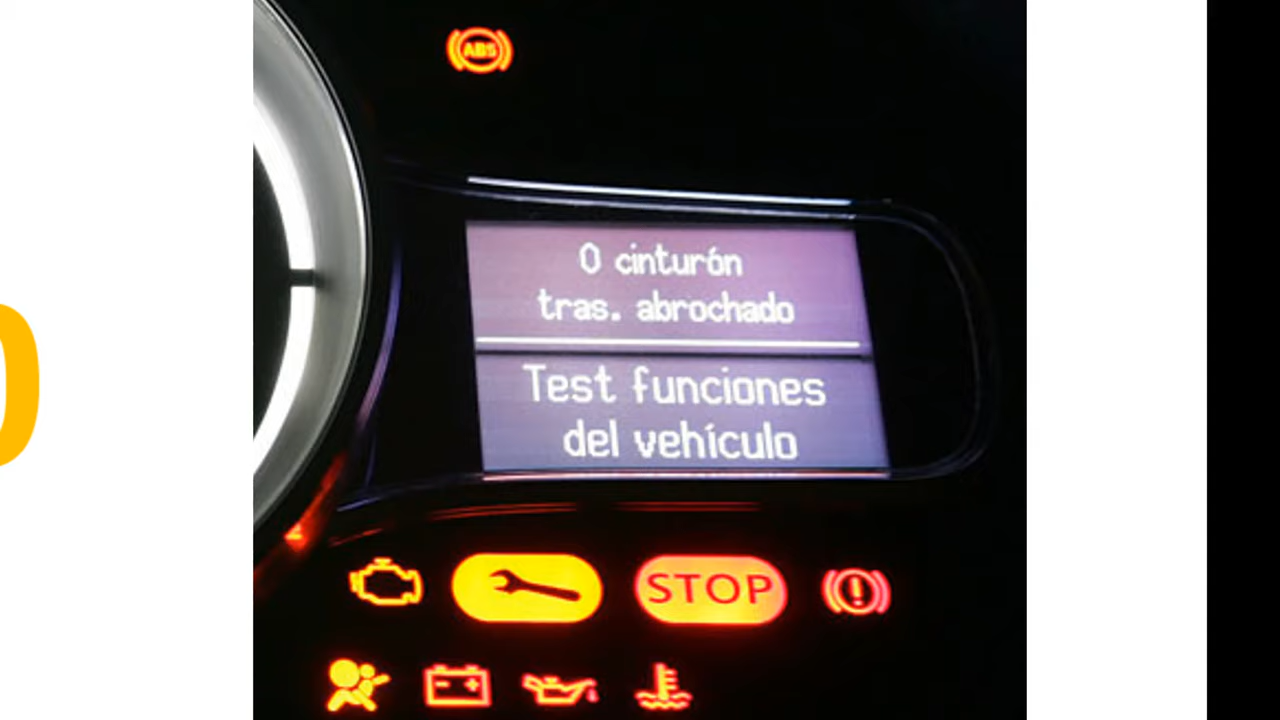 ABS
0 cinturón
tras. abrochado
Test funciones
del vehículo
STOP